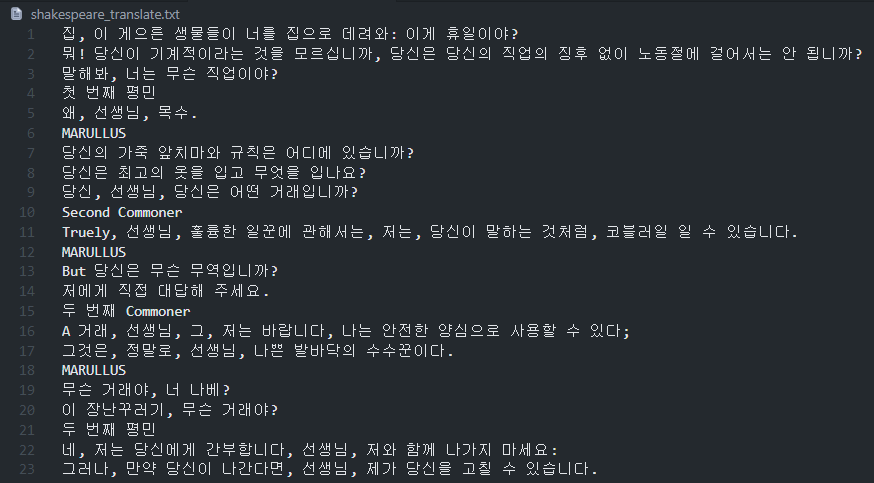 shakespeare_translate.txt
1 집, 이 게으른 생물들이 너를 집으로 데려와: 이게 휴일이야?
2 뭐! 당신이 기계적이라는 것을 모르십니까, 당신은 당신의 직업의 징후 없이 노동절에 걸어서는 안 됩니까?
3 말해봐, 너는 무슨 직업이야?
4 첫 번째 평민
5 왜, 선생님, 목수.
6 MARULLUS
7 당신의 가죽 앞치마와 규칙은 어디에 있습니까?
8 당신은 최고의 옷을 입고 무엇을 입나요?
9 당신, 선생님, 당신은 어떤 거래입니까?
10 Second Commoner
11 Truely, 선생님, 훌륭한 일꾼에 관해서는, 저는, 당신이 말하는 것처럼, 코블러일 일 수 있습니다.
12 MARULLUS
13 But 당신은 무슨 무역입니까?
14 저에게 직접 대답해 주세요.
15 두 번째 Commoner
16 A 거래, 선생님, 그, 저는 바랍니다, 나는 안전한 양심으로 사용할 수 있다;
17 그것은, 정말로, 선생님, 나쁜 발바닥의 수수꾼이다.
18 MARULLUS
19 무슨 거래야, 너 나베?
20 이 장난꾸러기, 무슨 거래야?
21 두 번째 평민
22 네, 저는 당신에게 간부합니다, 선생님, 저와 함께 나가지 마세요:
23 그러나, 만약 당신이 나간다면, 선생님, 제가 당신을 고칠 수 있습니다.